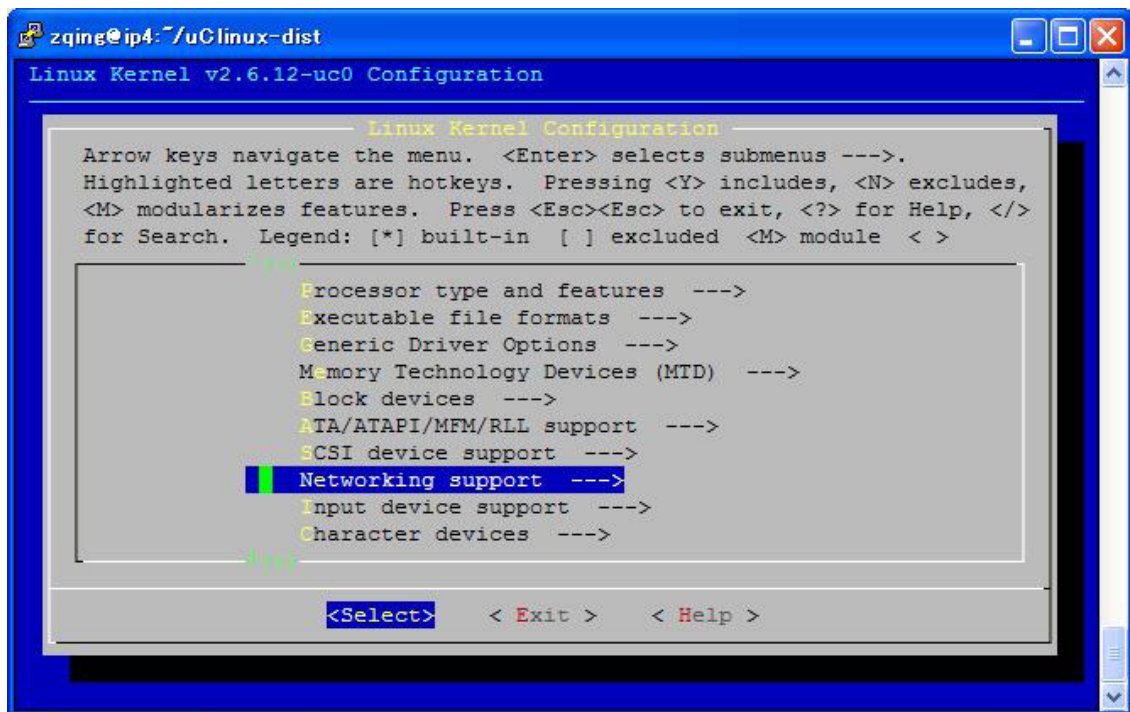 zqing@ip4:~/uClinux-dist
Linux Kernel v2.6.12-uc0 Configuration
Linux Kernel Configuration
Arrow keys navigate the menu. <Enter> selects submenus --->.
Highlighted letters are hotkeys. Pressing <Y> includes, <N> excludes,
<M> modularizes features. Press <Esc><Esc> to exit, <?> for Help, </>
for Search. Legend: [*] built-in [ ] excluded <M> module < >
Processor type and features --->
Executable file formats --->
Generic Driver Options --->
Memory Technology Devices (MTD) --->
Block devices --->
ATA/ATAPI/MFM/RLL support --->
SCSI device support --->
Networking support --->
Input device support --->
Character devices --->
<Select> < Exit > < Help >